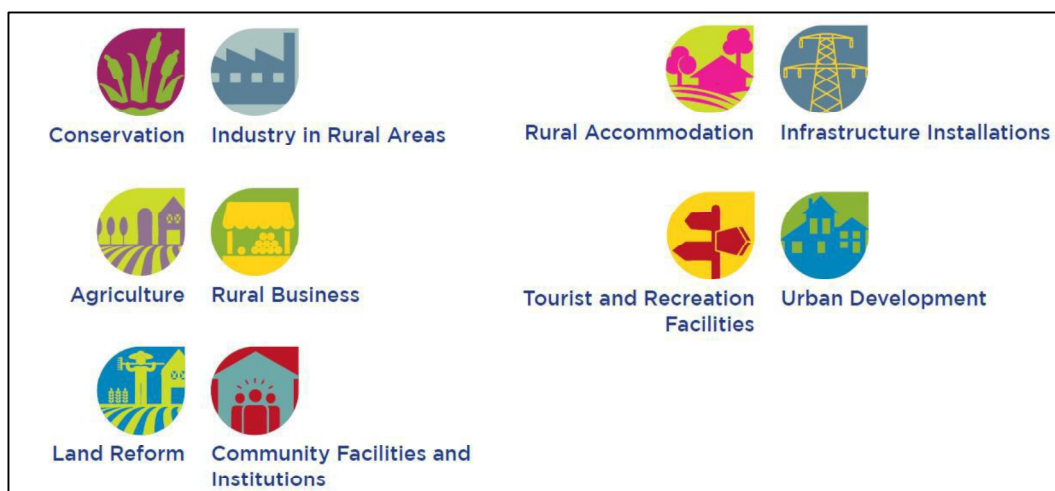 Conservation
Industry in Rural Areas
Rural Accommodation
Infrastructure Installations
Agriculture
Rural Business
Tourist and Recreation
Facilities
Urban Development
Land Reform
Community Facilities and
Institutions